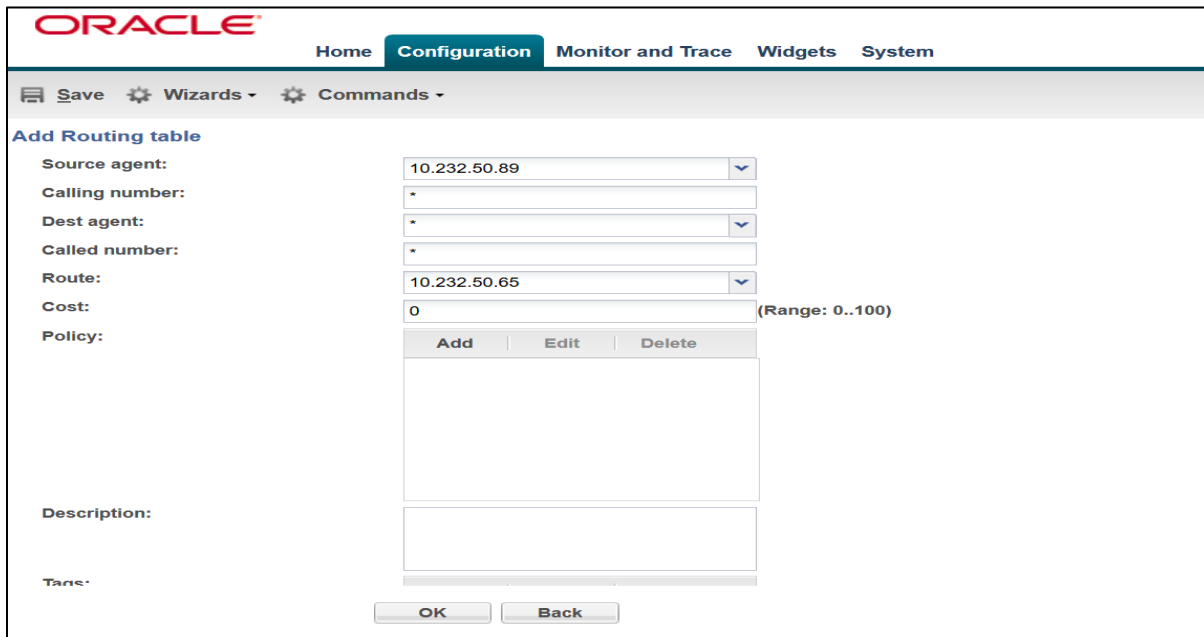 ORACLE
Home Configuration Monitor and Trace Widgets System
Save Wizards Commands
Add Routing table
Source agent: 10.232.50.89
Calling number: *
Dest agent: *
Called number: *
Route: 10.232.50.65
Cost: 0 (Range: 0..100)
Policy: Add Edit Delete
Description:
Tags:
OK Back